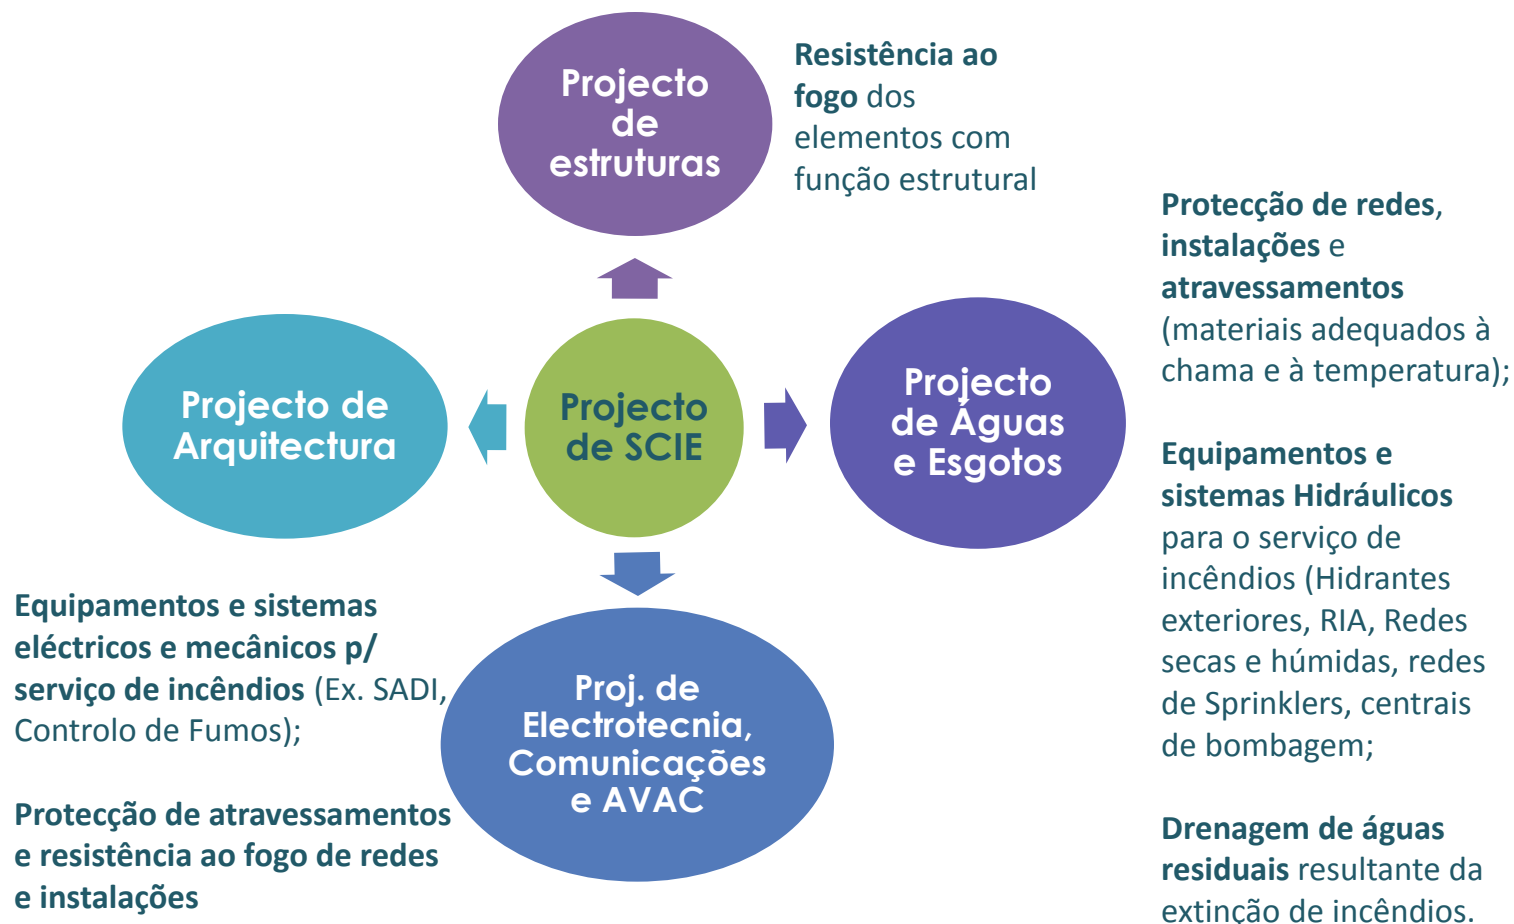 Projecto
de
estruturas
Resistência ao
fogo dos
elementos com
função estrutural
Projecto de
Arquitectura
Projecto
de SCIE
Projecto
de Águas
e Esgotos
Protecção de redes,
instalações e
atravessamentos
(materiais adequados à
chama e à temperatura);
Equipamentos e
sistemas Hidráulicos
para o serviço de
incêndios (Hidrantes
exteriores, RIA, Redes
secas e húmidas, redes
de Sprinklers, centrais
de bombagem;
Drenagem de águas
residuais resultante da
extinção de incêndios.
Equipamentos e sistemas
eléctricos e mecânicos p/
serviço de incêndios (Ex. SADI,
Controlo de Fumos);
Protecção de atravessamentos
e resistência ao fogo de redes
e instalações
Proj. de
Electrotecnia,
Comunicações
e AVAC